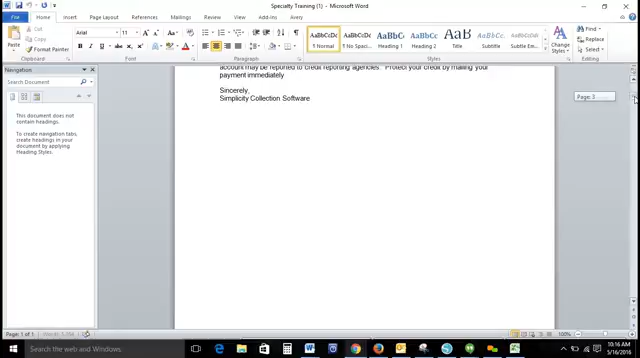 Specialty Training (1) - Microsoft Word
File Home Insert Page Layout References Mailings Review View Add-Ins Avery
Paste
Cut
Copy
Format Painter
Clipboard
Arial 11
Font
Paragraph
AaBbCcDc AaBbCcDc AaBbC AaBbCc AaB AaBbCc. AaBbCcDc
¶ Normal ¶ No Spaci... Heading 1 Heading 2 Title Subtitle Subtle Em...
Styles
Change
Styles
Find
Replace
Select
Editing
Navigation
Search Document
This document does
not contain headings.
To create navigation tabs,
create headings in your
document by applying
Heading Styles.
account may be reported to credit reporting agencies. Protect your credit by mailing your
payment immediately
Sincerely,
Simplicity Collection Software
Page: 3
Page: 1 of 1
100%
Search the web and Windows
10:16 AM